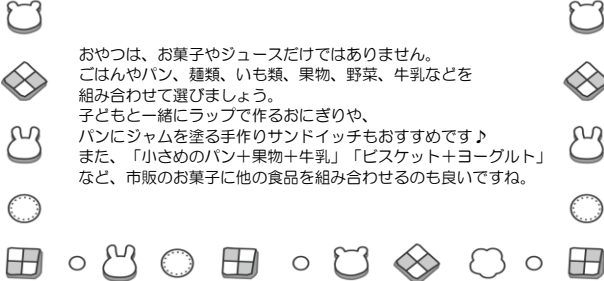 おやつは、お菓子やジュースだけではありません。
ごはんやパン、麺類、いも類、果物、野菜、牛乳などを
組み合わせて選びましょう。
子どもと一緒にラップで作るおにぎりや、
パンにジャムを塗る手作りサンドイッチもおすすめです♪
また、「小さめのパン＋果物＋牛乳」「ビスケット＋ヨーグルト」
など、市販のお菓子に他の食品を組み合わせるのも良いですね。